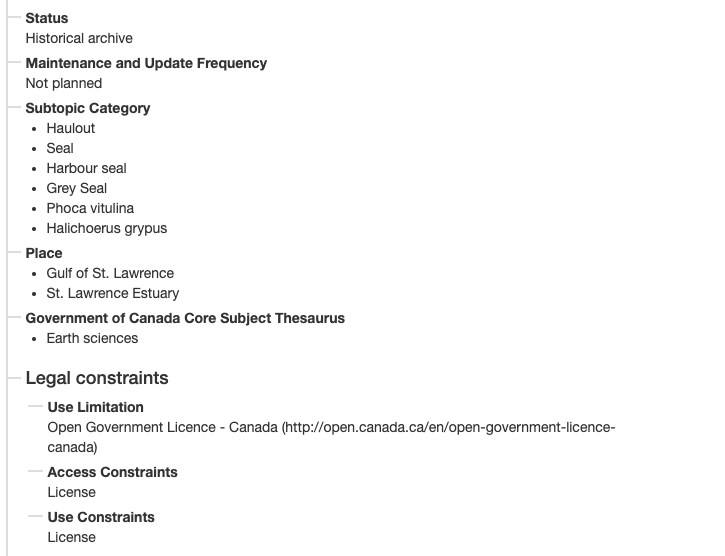 Status
Historical archive
Maintenance and Update Frequency
Not planned
Subtopic Category
• Haulout
• Seal
• Harbour seal
• Grey Seal
• Phoca vitulina
• Halichoerus grypus
Place
• Gulf of St. Lawrence
• St. Lawrence Estuary
Government of Canada Core Subject Thesaurus
• Earth sciences
Legal constraints
Use Limitation
Open Government Licence - Canada (http://open.canada.ca/en/open-government-licence-
canada)
Access Constraints
License
Use Constraints
License